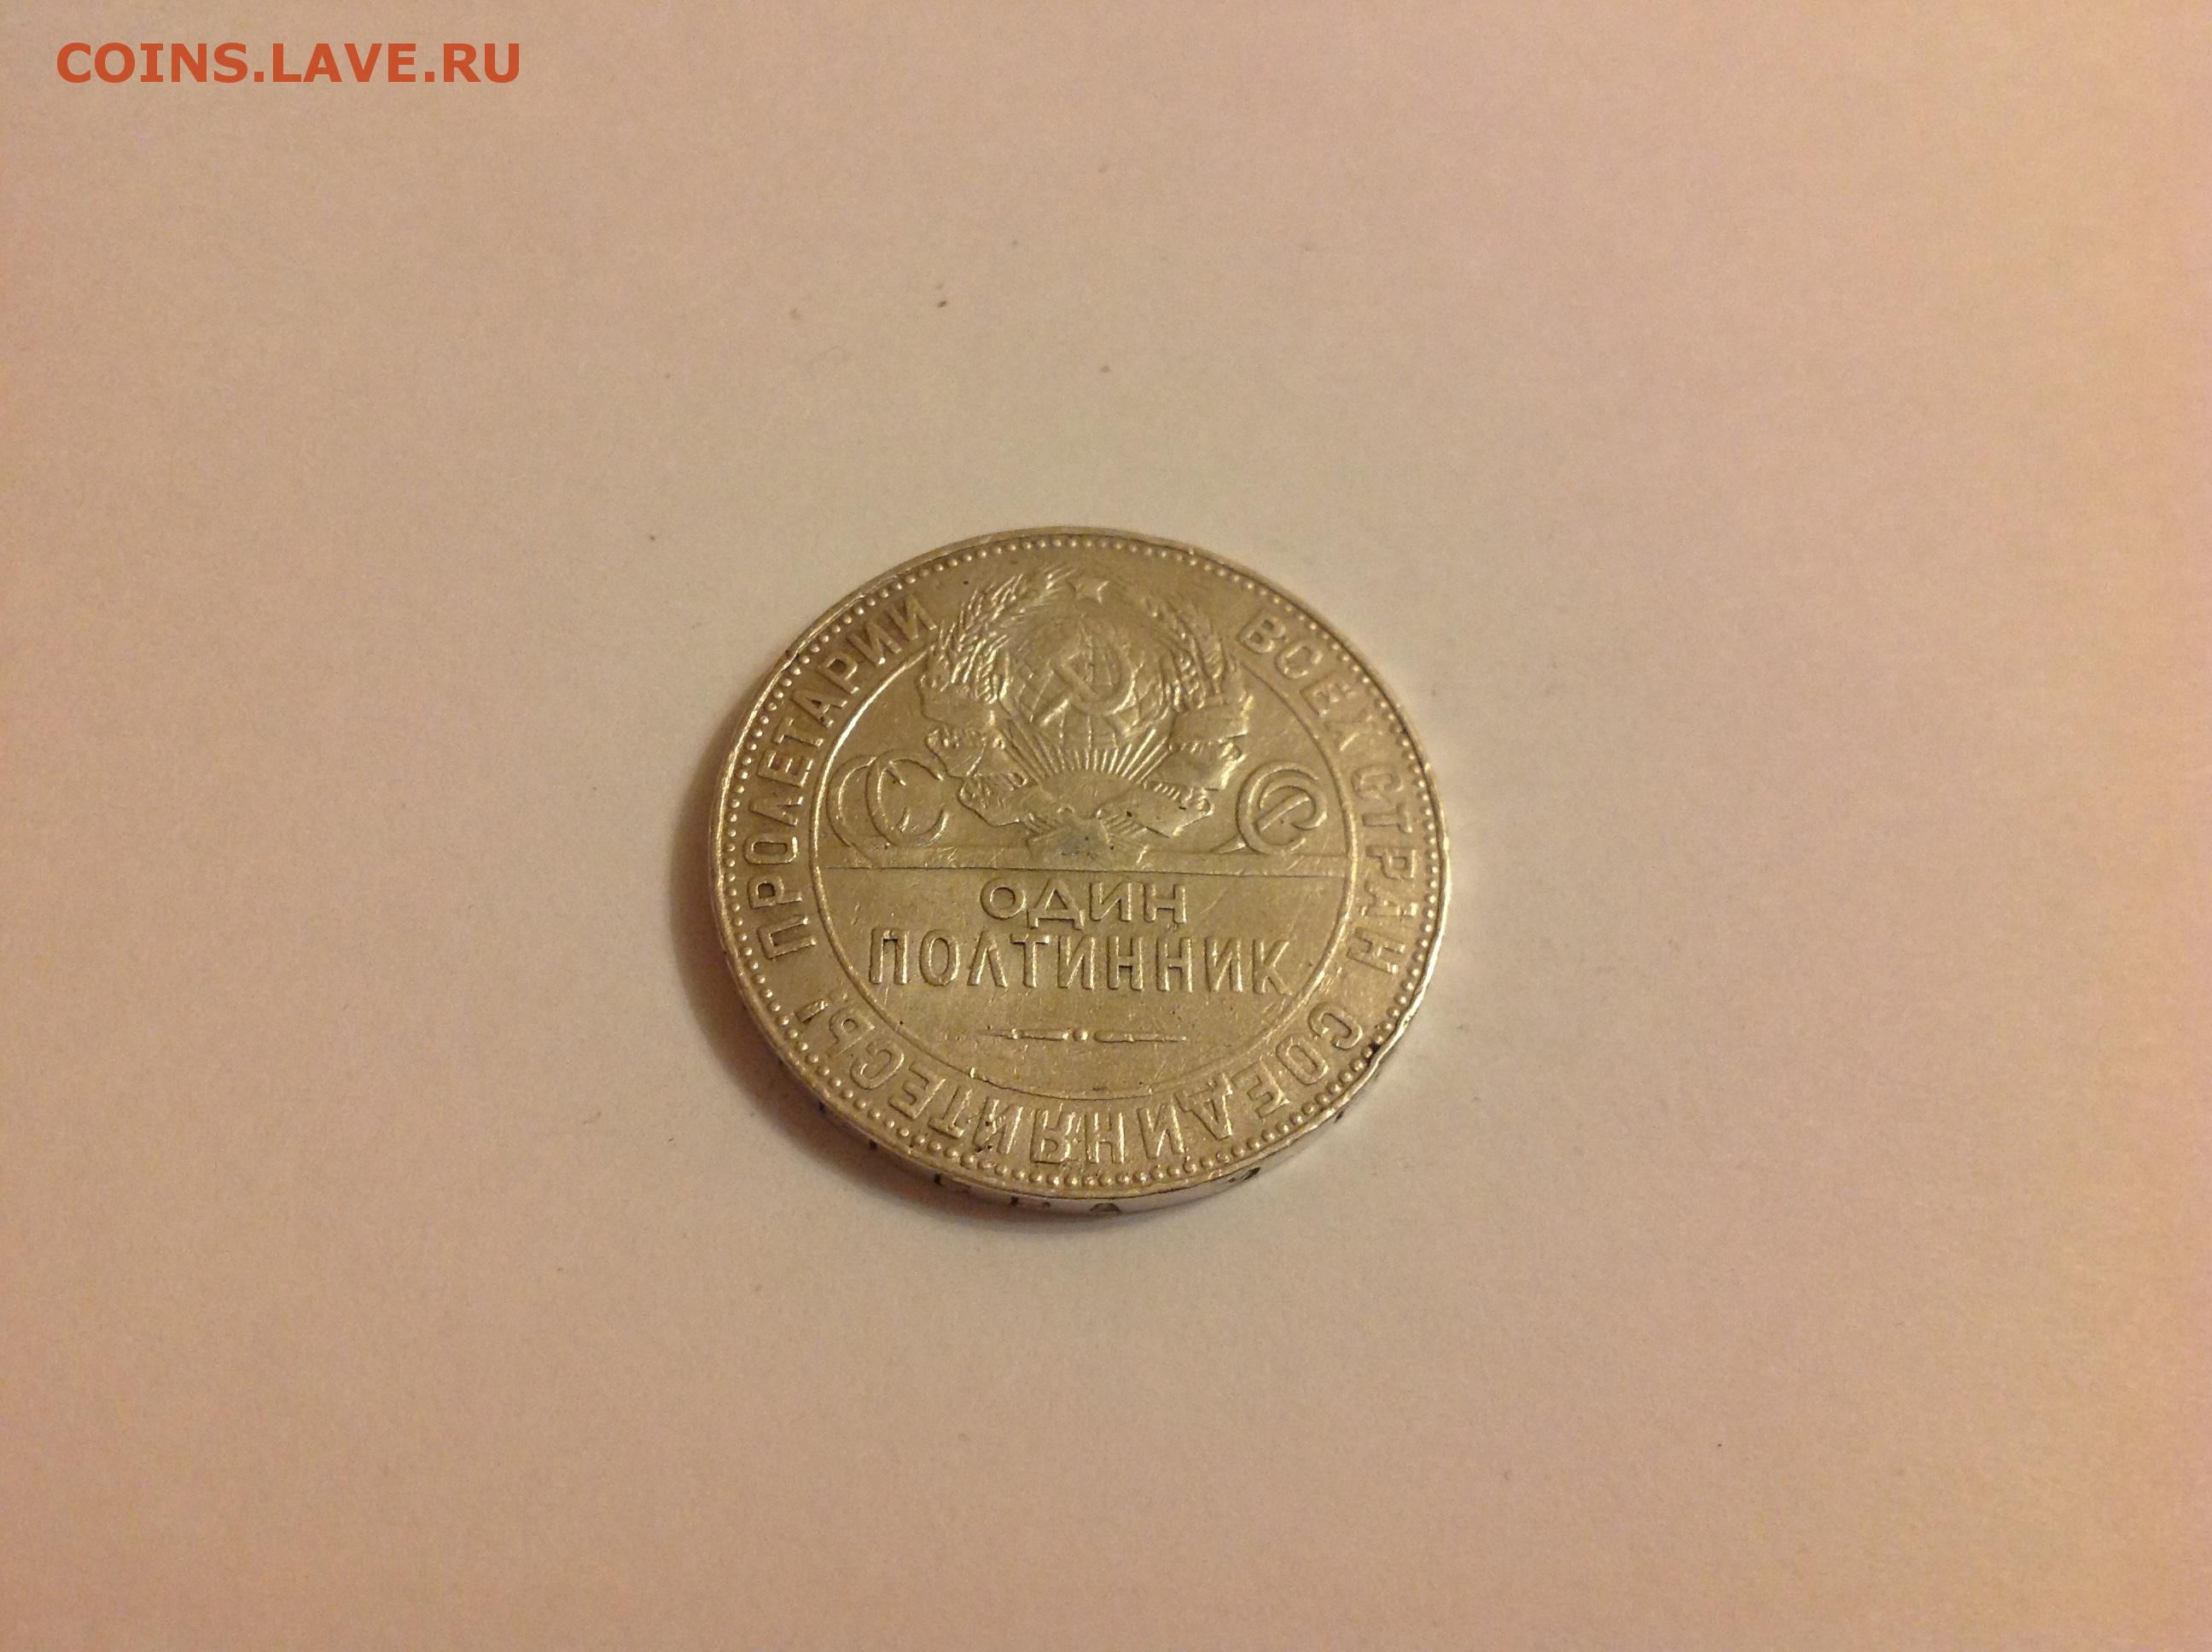 COINS.LAVE.RU
ПРОЛЕТАРИИ ВСЕХ СТРАН СОЕДИНЯЙТЕСЬ!
СССР
ОДИН
ПОЛТИННИК